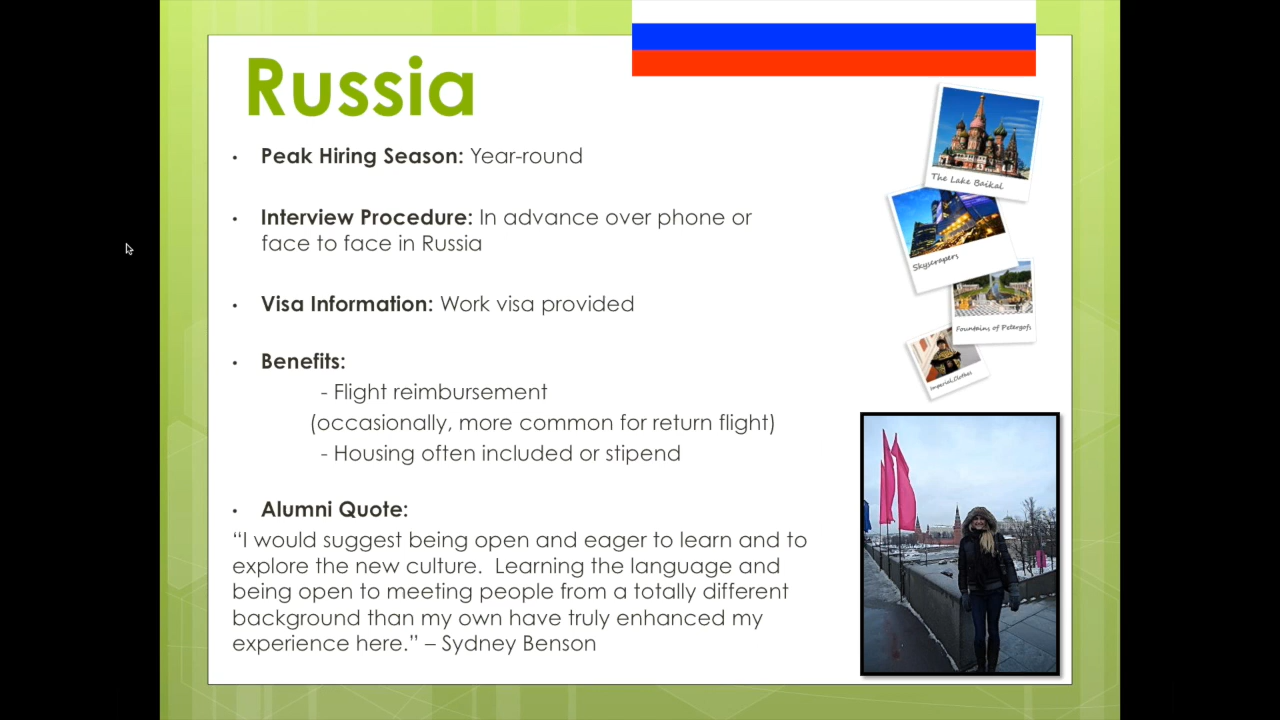 Russia
• Peak Hiring Season: Year-round
• Interview Procedure: In advance over phone or
face to face in Russia
• Visa Information: Work visa provided
• Benefits:
- Flight reimbursement
(occasionally, more common for return flight)
- Housing often included or stipend
• Alumni Quote:
“I would suggest being open and eager to learn and to
explore the new culture.  Learning the language and
being open to meeting people from a totally different
background than my own have truly enhanced my
experience here.” – Sydney Benson
The Lake Baikal
Skyscrapers
Fountains of Petergofs
Imperial Clothes